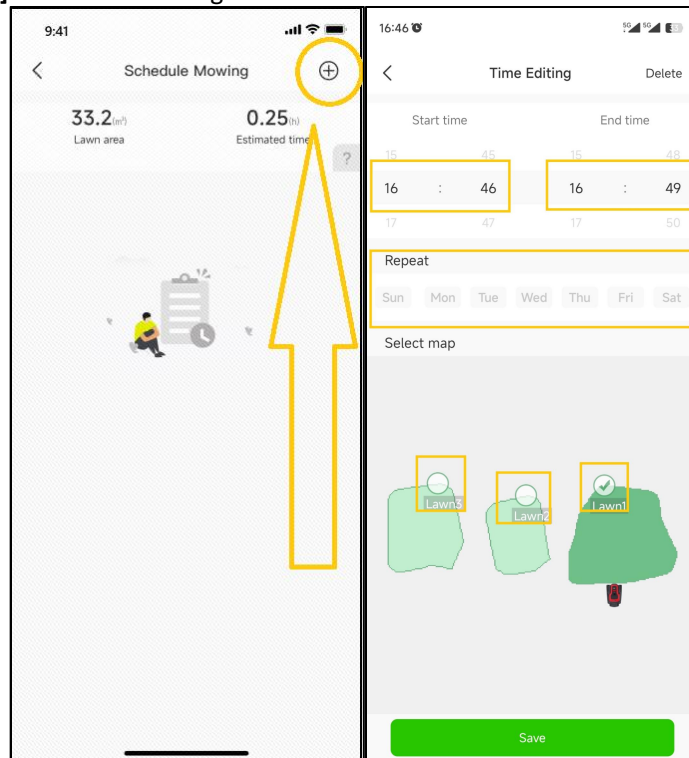 9:41
Schedule Mowing
33.2(m²)
0.25(h)
Lawn area
Estimated time
?
16:46
5G 5G
Time Editing
Delete
Start time
End time
15 45 15 48
16 : 46 16 : 49
17 47 17 50
Repeat
Sun Mon Tue Wed Thu Fri Sat
Select map
Lawn3
Lawn2
Lawn1
Save